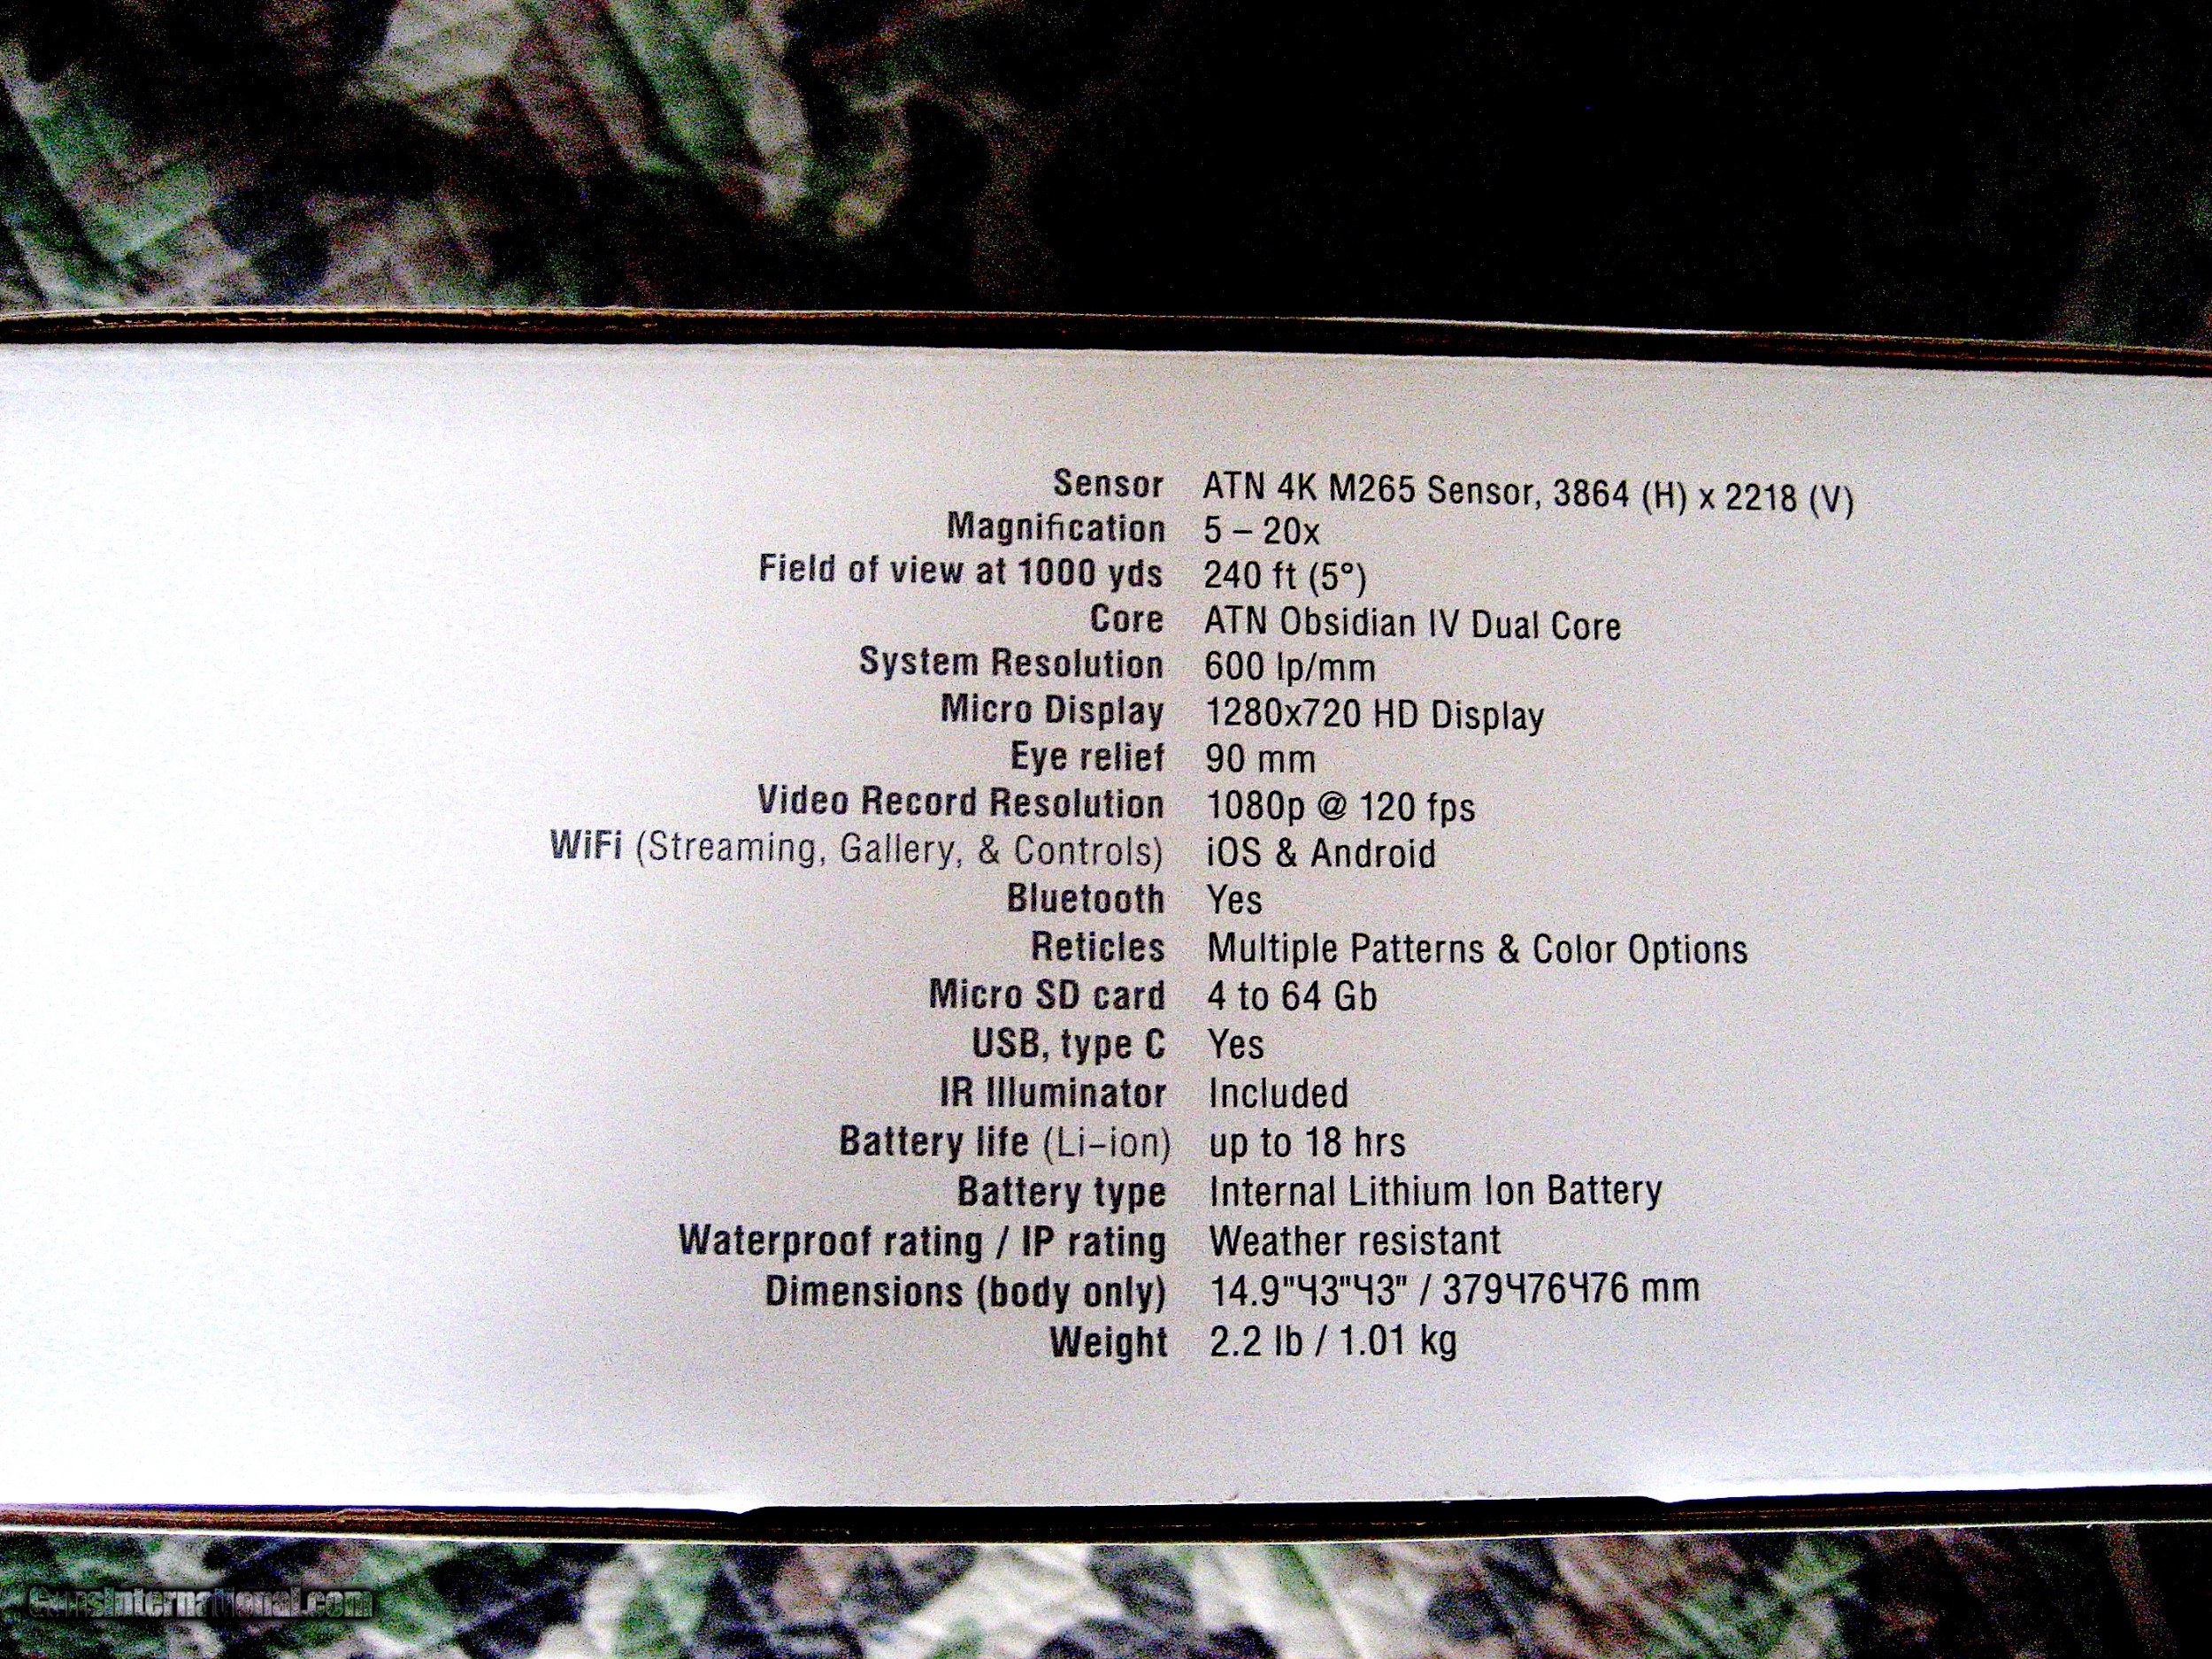 Sensor ATN 4K M265 Sensor, 3864 (H) x 2218 (V)
Magnification 5 – 20x
Field of view at 1000 yds 240 ft (5°)
Core ATN Obsidian IV Dual Core
System Resolution 600 lp/mm
Micro Display 1280x720 HD Display
Eye relief 90 mm
Video Record Resolution 1080p @ 120 fps
WiFi (Streaming, Gallery, & Controls) iOS & Android
Bluetooth Yes
Reticles Multiple Patterns & Color Options
Micro SD card 4 to 64 Gb
USB, type C Yes
IR Illuminator Included
Battery life (Li–ion) up to 18 hrs
Battery type Internal Lithium Ion Battery
Waterproof rating / IP rating Weather resistant
Dimensions (body only) 14.9"Ч3"Ч3" / 379Ч76Ч76 mm
Weight 2.2 lb / 1.01 kg
GunsInternational.com